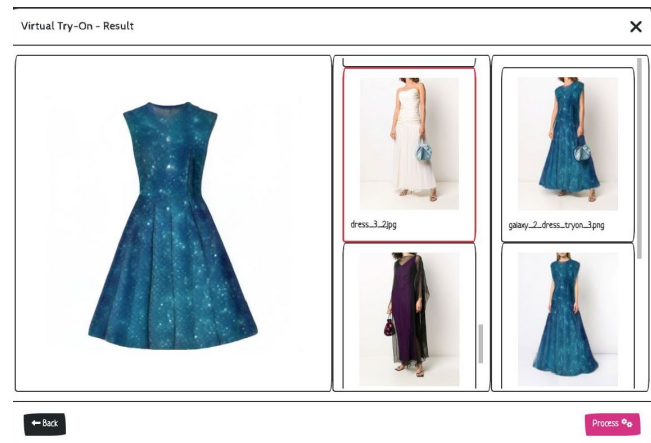 Virtual Try-On - Result
dress_3_2.jpg
galaxy_2_dress_tryon_3.png
Back
Process